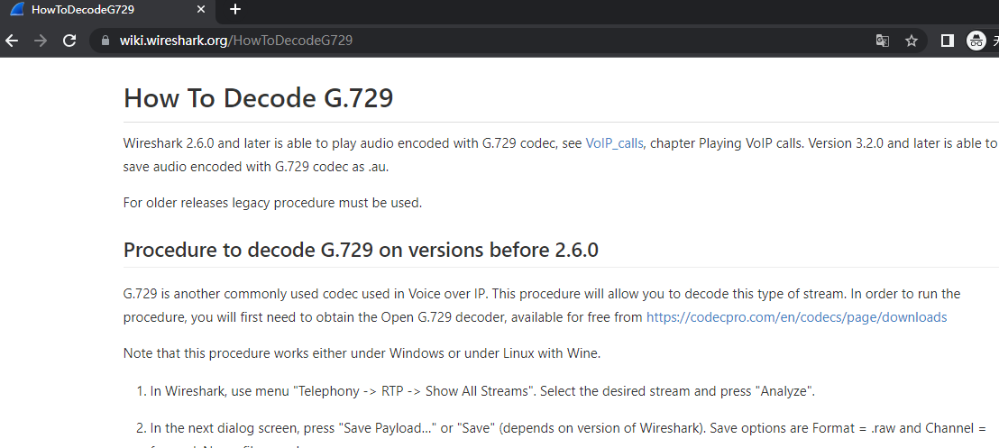 HowToDecodeG729
wiki.wireshark.org/HowToDecodeG729
How To Decode G.729
Wireshark 2.6.0 and later is able to play audio encoded with G.729 codec, see VoIP_calls, chapter Playing VoIP calls. Version 3.2.0 and later is able to
save audio encoded with G.729 codec as .au.
For older releases legacy procedure must be used.
Procedure to decode G.729 on versions before 2.6.0
G.729 is another commonly used codec used in Voice over IP. This procedure will allow you to decode this type of stream. In order to run the
procedure, you will first need to obtain the Open G.729 decoder, available for free from https://codecpro.com/en/codecs/page/downloads
Note that this procedure works either under Windows or under Linux with Wine.
1. In Wireshark, use menu "Telephony -> RTP -> Show All Streams". Select the desired stream and press "Analyze".
2. In the next dialog screen, press "Save Payload..." or "Save" (depends on version of Wireshark). Save options are Format = .raw and Channel =